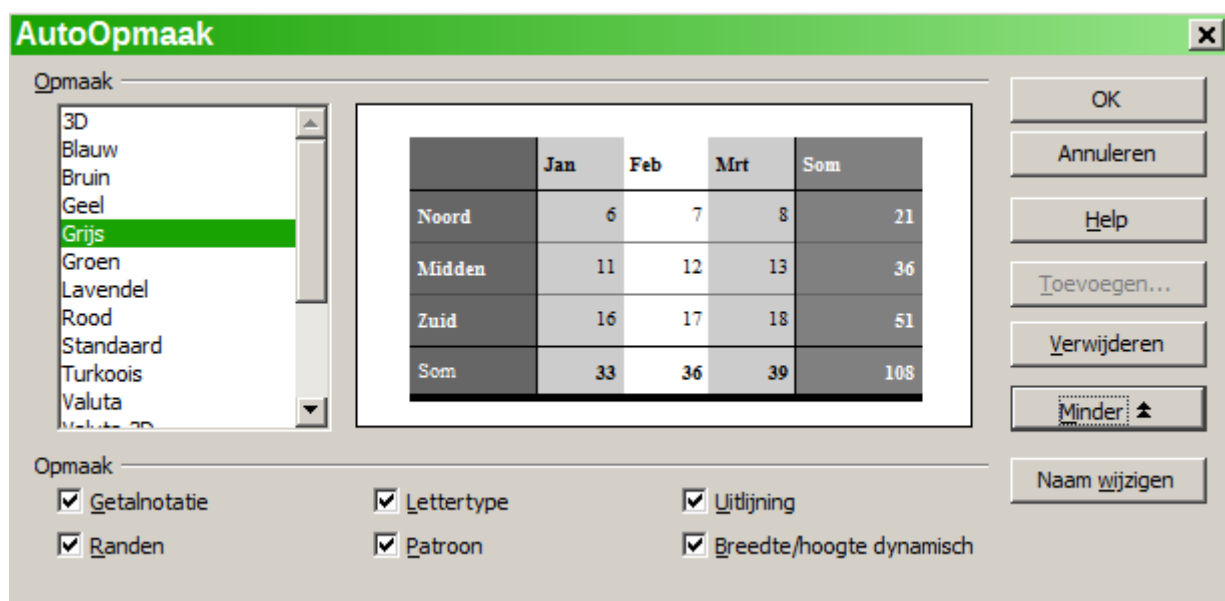 AutoOpmaak
Opmaak
3D
Blauw
Bruin
Geel
Grijs
Groen
Lavendel
Rood
Standaard
Turkoois
Valuta
Valuta 3D
Jan Feb Mrt Som
Noord 6 7 8 21
Midden 11 12 13 36
Zuid 16 17 18 51
Som 33 36 39 108
OK
Annuleren
Help
Toevoegen...
Verwijderen
Minder
Naam wijzigen
Opmaak
Getalnotatie Lettertype Uitlijning
Randen Patroon Breedte/hoogte dynamisch